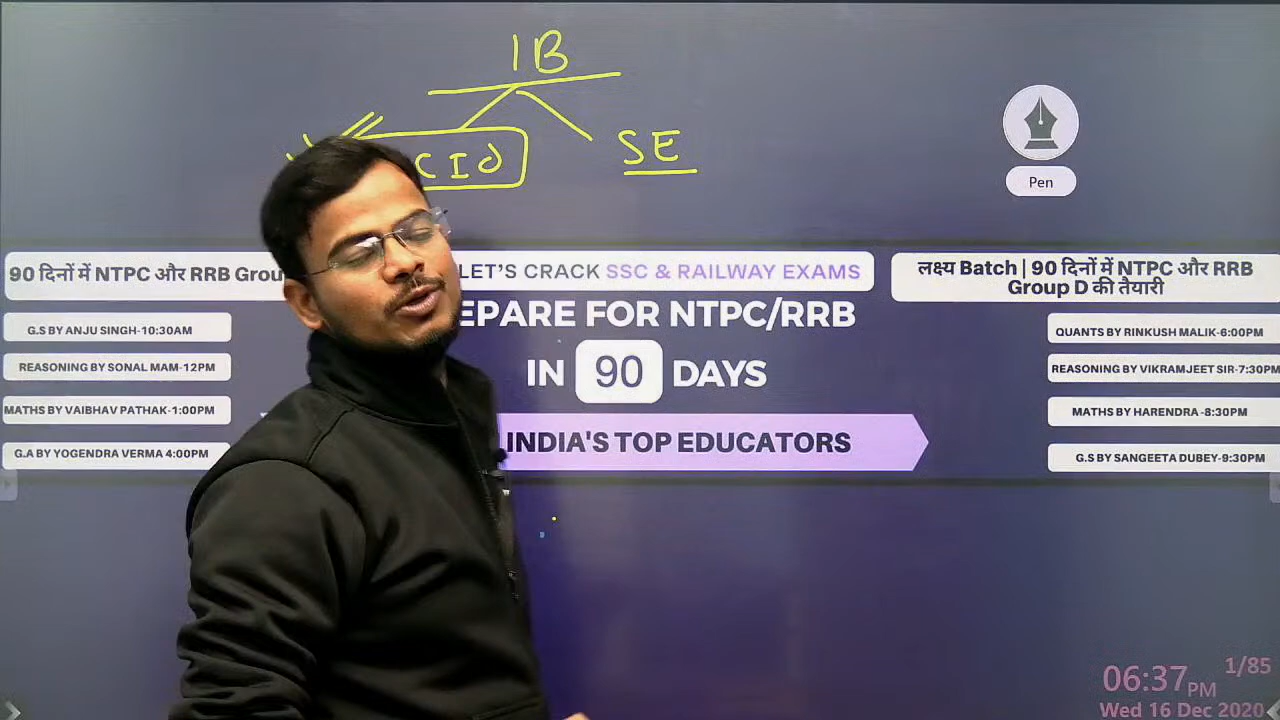 IB
CIO
SE
Pen
90 दिनों में NTPC और RRB
LET'S CRACK SSC & RAILWAY EXAMS
लक्ष्य Batch | 90 दिनों में NTPC और RRB
Group D की तैयारी
FOR NTPC/RRB
IN 90 DAYS
INDIA'S TOP EDUCATORS
G.S BY ANJU SINGH-10:30AM
REASONING BY SONAL MAM-12PM
MATHS BY VAIBHAV PATHAK-1:00PM
G.A BY YOGENDRA VERMA 4:00PM
QUANTS BY RINKUSH MALIK-6:00PM
REASONING BY VIKRAMJEET SIR-7:30PM
MATHS BY HARENDRA-8:30PM
G.S BY SANGEETA DUBEY-9:30PM
06:37PM
1/85
Wed 16 Dec 2020